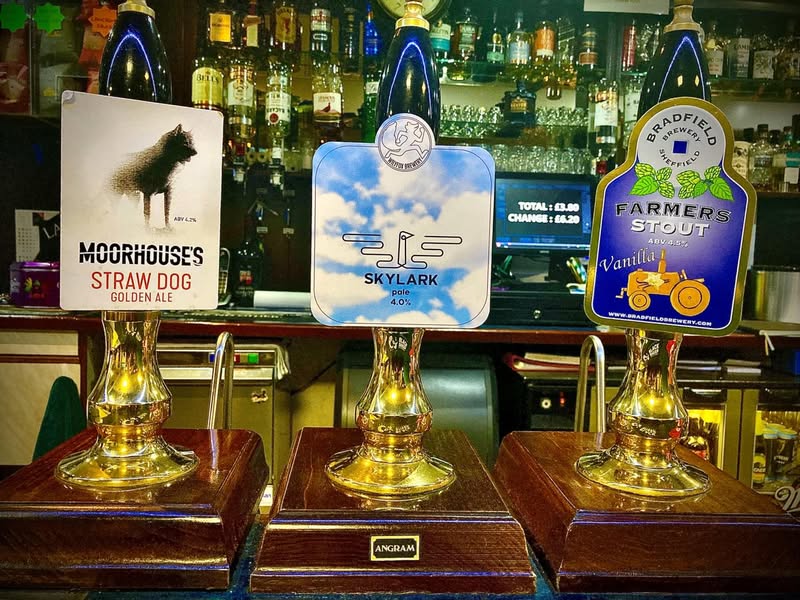 ABV 4.2%
MOORHOUSE'S
STRAW DOG
GOLDEN ALE
SKYLARK
pale
4.0%
ANGRAM
TOTAL : £3.80
CHANGE : £6.20
BRADFIELD
BREWERY
SHEFFIELD
FARMERS
STOUT
ABV 4.5%
Vanilla
WWW.BRADFIELDBREWERY.COM
BELL'S